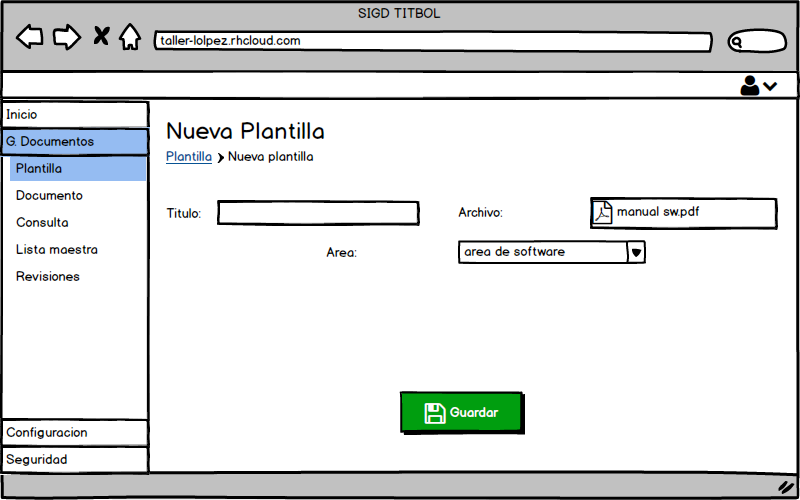 SIGD TITBOL
taller-lolpez.rhcloud.com
Inicio
G. Documentos
Plantilla
Documento
Consulta
Lista maestra
Revisiones
Configuracion
Seguridad
Nueva Plantilla
Plantilla Nueva plantilla
Titulo:
Archivo: manual sw.pdf
Area: area de software
Guardar